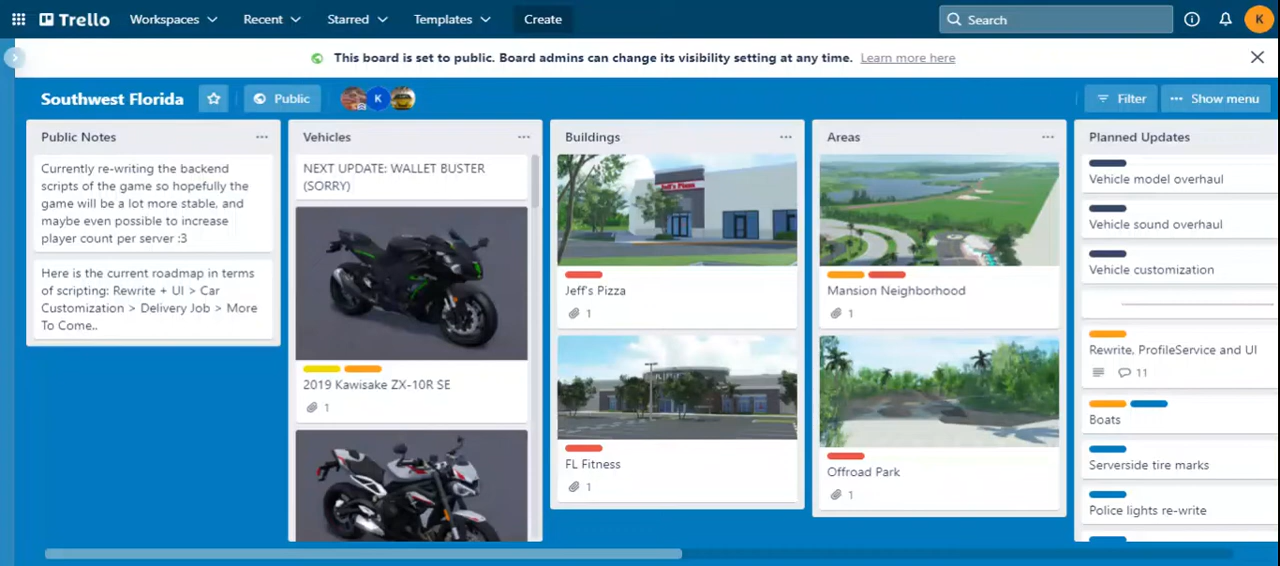 Trello
Workspaces
Recent
Starred
Templates
Create
Search
K
This board is set to public. Board admins can change its visibility setting at any time. Learn more here
Southwest Florida
Public
K
Filter
Show menu
Public Notes
Currently re-writing the
backend
scripts of the game so hopefully the
game will be a lot more stable, and
maybe even possible to increase
player count per server :3
Here is the current roadmap in terms
of scripting: Rewrite + UI > Car
Customization > Delivery Job > More
To Come..
Vehicles
NEXT UPDATE: WALLET BUSTER
(SORRY)
2019 Kawisake ZX-10R SE
1
Buildings
Jeff's Pizza
Jeff's Pizza
1
FL Fitness
1
Areas
Mansion Neighborhood
1
Offroad Park
1
Planned Updates
Vehicle model overhaul
Vehicle sound overhaul
Vehicle customization
Rewrite, ProfileService and UI
11
Boats
Serverside tire marks
Police lights re-write